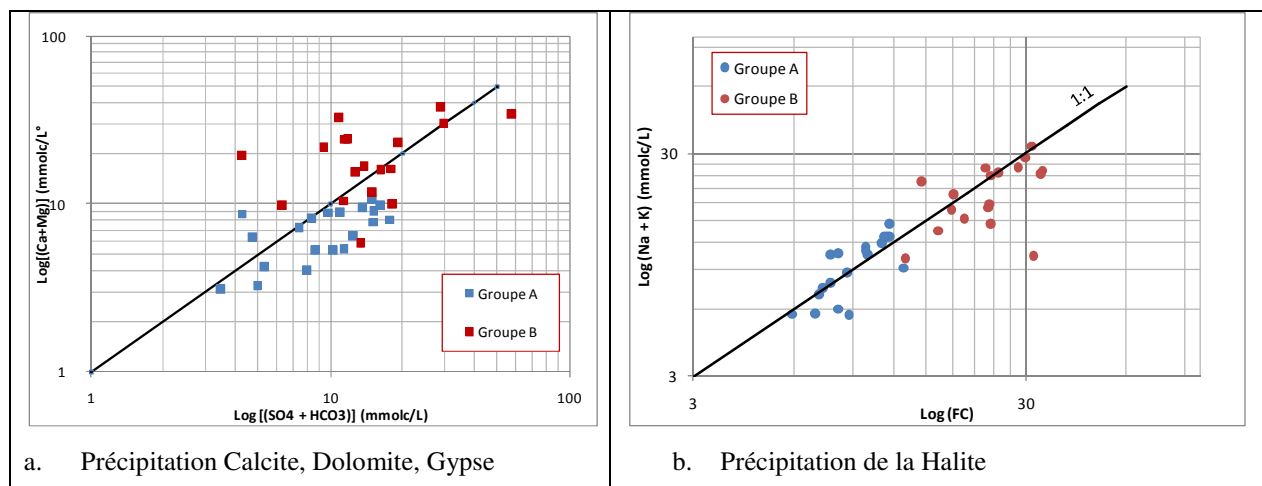 100
10
1
Log[(Ca+Mg)] (mmolc/L°
1 10 100
Log [(SO4 + HCO3)] (mmolc/L)
Groupe A
Groupe B
a. Précipitation Calcite, Dolomite, Gypse
Groupe A
Groupe B
1:1
30
3
Log (Na + K) (mmolc/L)
3 30
Log (FC)
b. Précipitation de la Halite